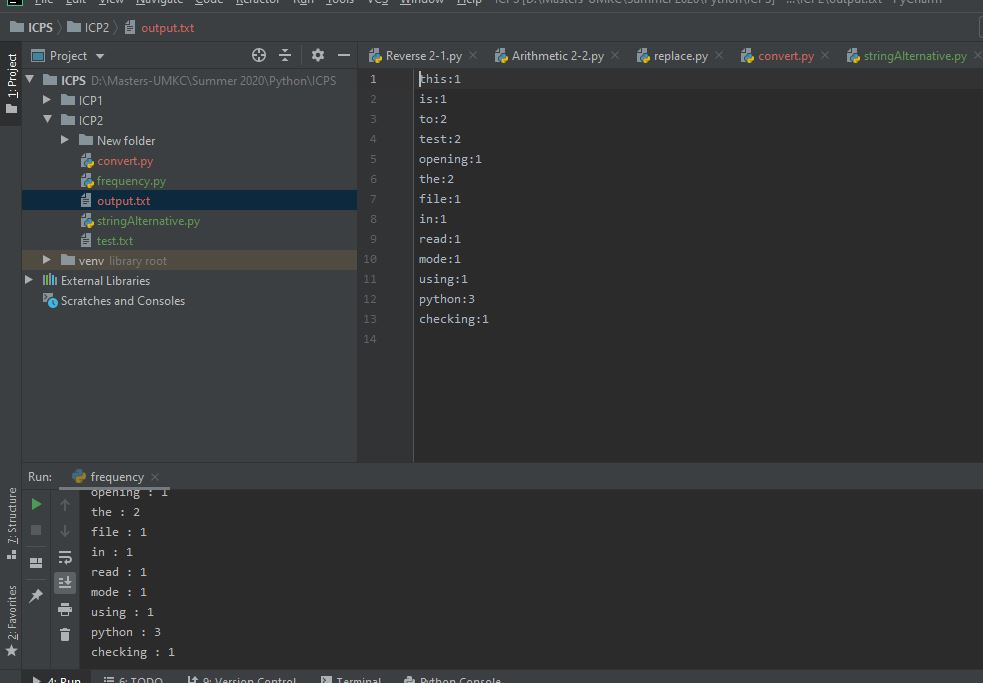 File Edit View Navigate Code Refactor Run Tools VCS Window Help ICPS [D:\Masters-UMKC\Summer 2020\Python\ICPS] - ...\ICP2\output.txt - PyCharm
ICPS ICP2 output.txt
1: Project
Project
Reverse 2-1.py Arithmetic 2-2.py replace.py convert.py stringAlternative.py
ICPS D:\Masters-UMKC\Summer 2020\Python\ICPS
ICP1
ICP2
New folder
convert.py
frequency.py
output.txt
stringAlternative.py
test.txt
venv library root
External Libraries
Scratches and Consoles
1 this:1
2 is:1
3 to:2
4 test:2
5 opening:1
6 the:2
7 file:1
8 in:1
9 read:1
10 mode:1
11 using:1
12 python:3
13 checking:1
14
Run: frequency
7: Structure
2: Favorites
opening : 1
the : 2
file : 1
in : 1
read : 1
mode : 1
using : 1
python : 3
checking : 1
4: Run 6: TODO 9: Version Control Terminal Python Console